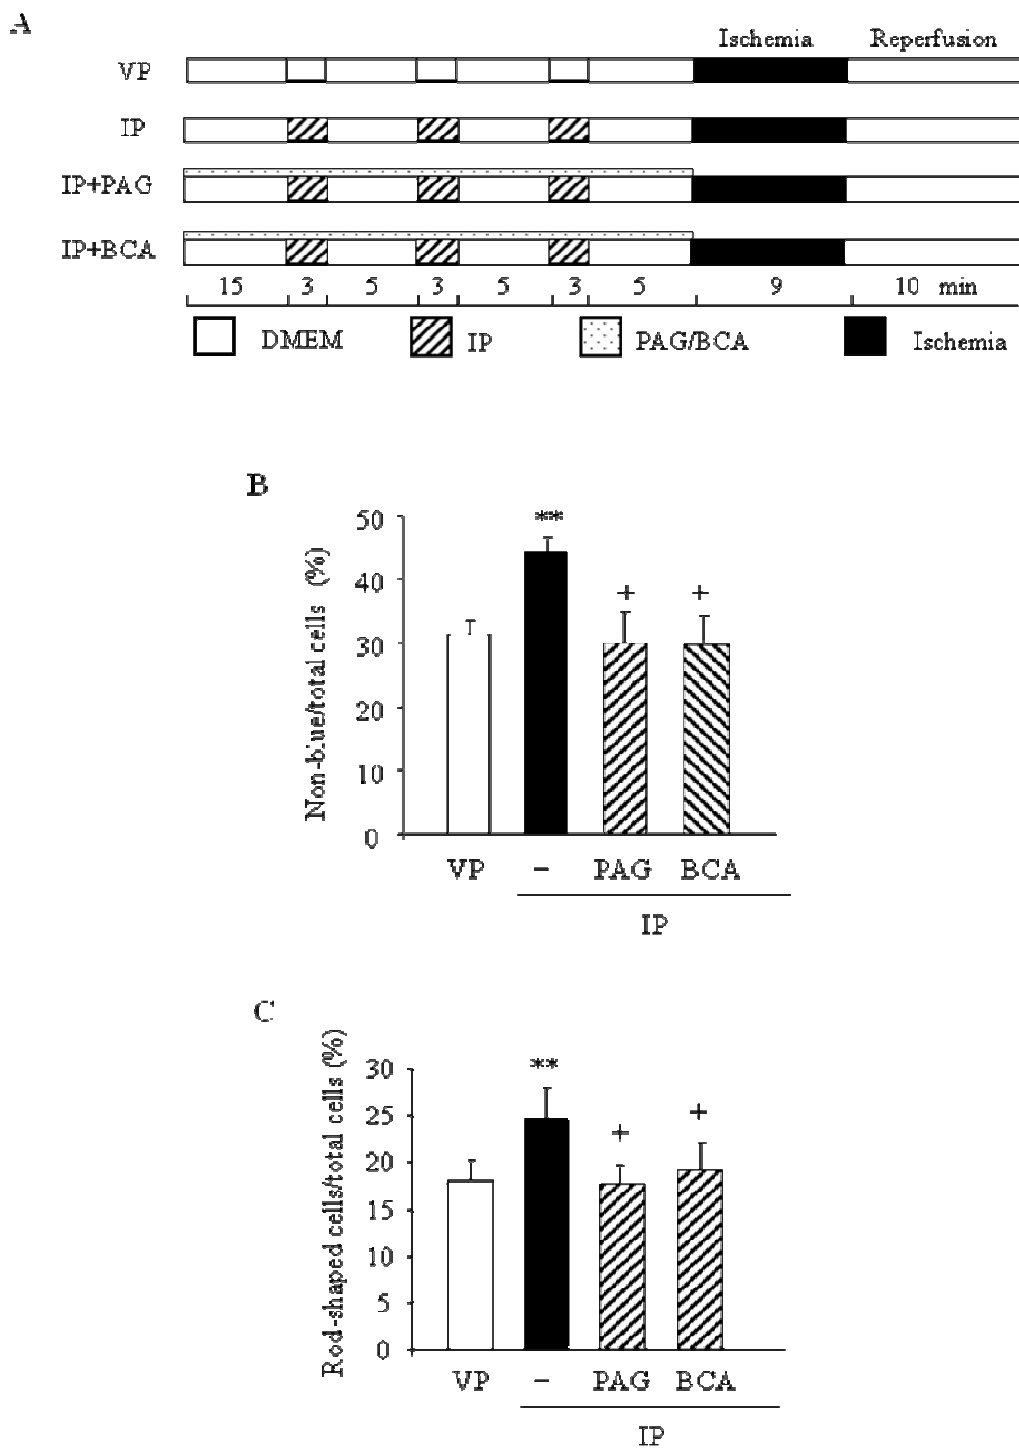 A
Ischemia Reperfusion
VP
IP
IP+PAG
IP+BCA
15 3 5 3 5 3 5 9 10 min
DMEM IP PAG/BCA Ischemia
B
Non-blue/total cells (%)
50
40
30
20
10
0
**
+ +
VP – PAG BCA
IP
C
Rod-shaped cells/total cells (%)
30
25
20
15
10
5
0
**
+ +
VP – PAG BCA
IP